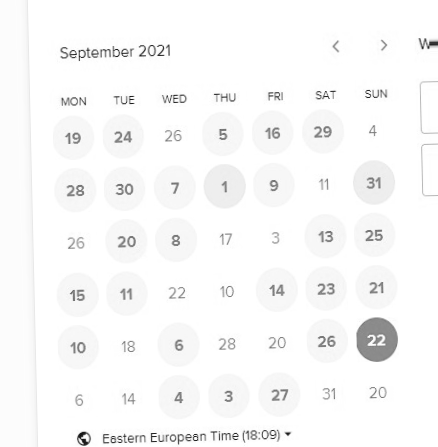 September 2021
MON TUE WED THU FRI SAT SUN
19 24 26 5 16 29 4
28 30 7 1 9 11 31
26 20 8 17 3 13 25
15 11 22 10 14 23 21
10 18 6 28 20 26 22
6 14 4 3 27 31 20
Eastern European Time (18:09)